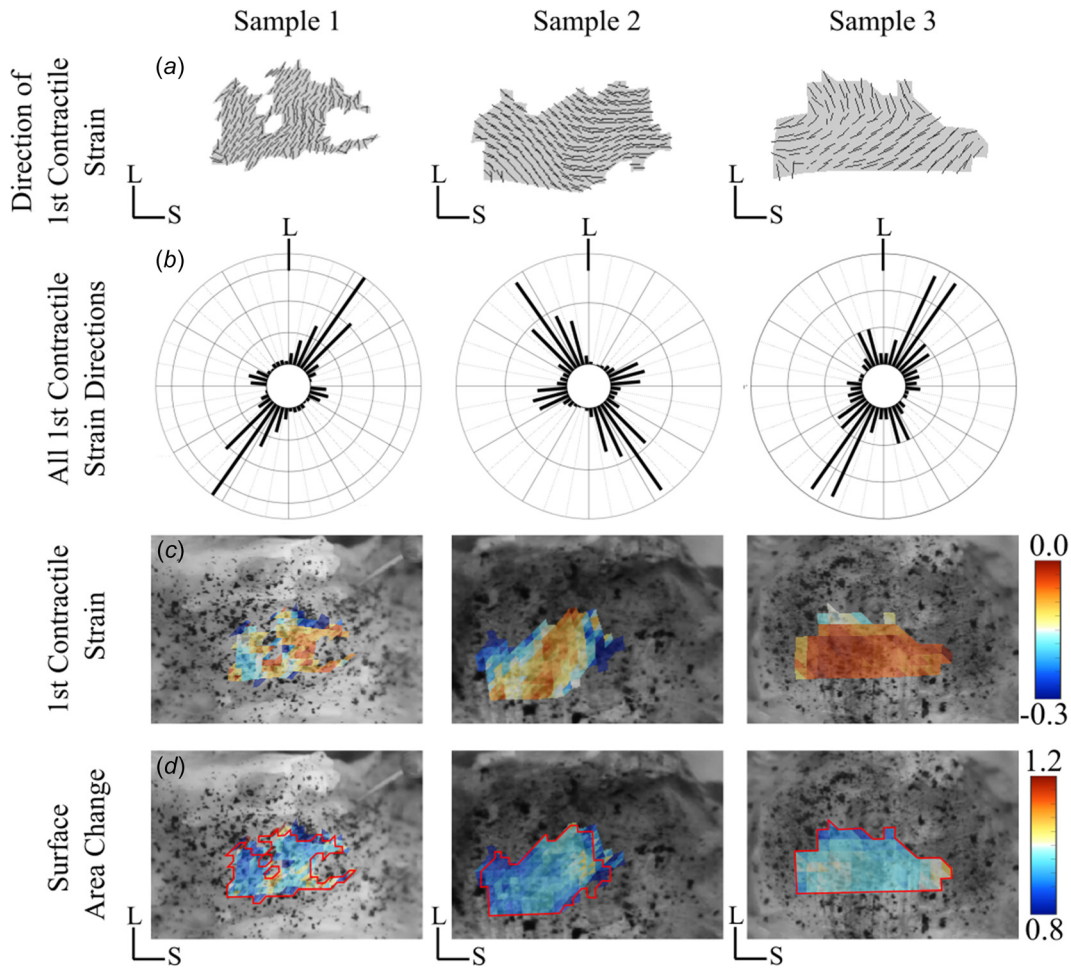 Sample 1
Sample 2
Sample 3
Direction of
1st Contractile
Strain
(a)
L
S
L
S
L
S
All 1st Contractile
Strain Directions
(b)
L
L
L
1st Contractile
Strain
(c)
0.0
-0.3
Surface
Area Change
(d)
1.2
0.8
L
S
L
S
L
S